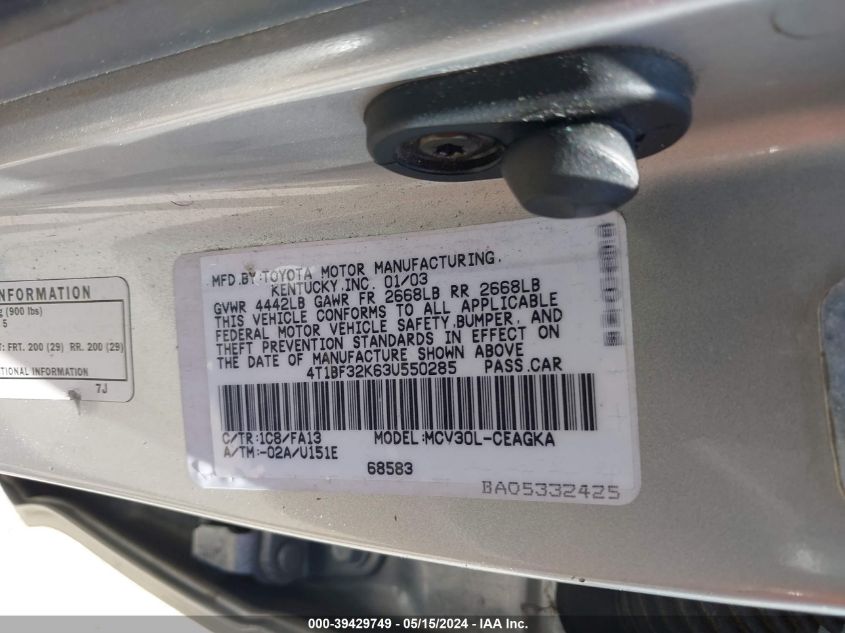 MFD.BY:TOYOTA MOTOR MANUFACTURING.
KENTUCKY,INC. 01/03
GVWR 4442LB GAWR FR 2668LB RR 2668LB
THIS VEHICLE CONFORMS TO ALL APPLICABLE
FEDERAL MOTOR VEHICLE SAFETY,BUMPER, AND
THEFT PREVENTION STANDARDS IN EFFECT ON
THE DATE OF MANUFACTURE SHOWN ABOVE
4T1BF32K63U550285 PASS.CAR
C/TR:1C8/FA13 MODEL:MCV30L-CEAGKA
A/TM:-02A/U151E
68583
BA05332425
INFORMATION
(900 lbs)
5
FRT. 200 (29) RR. 200 (29)
INFORMATION
7J
000-39429749 - 05/15/2024 - IAA Inc.